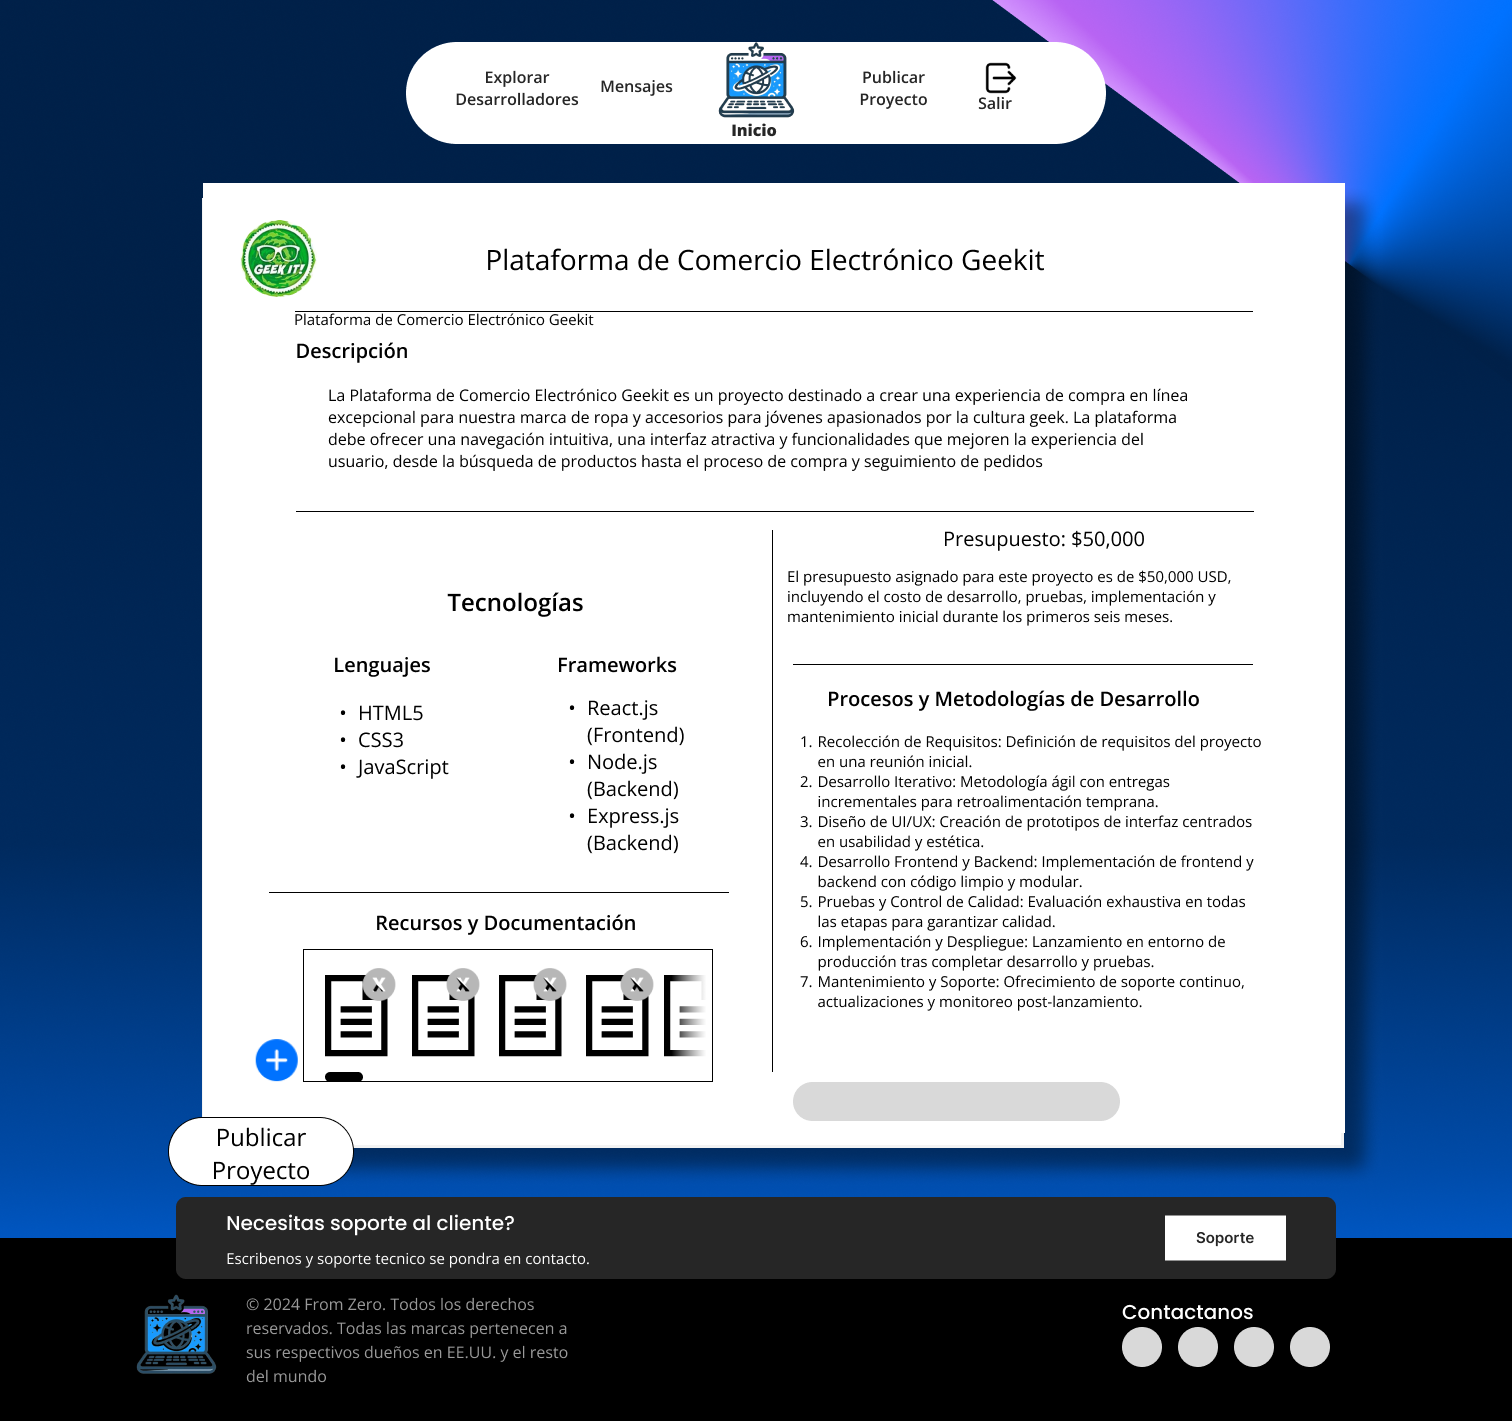 Explorar
Desarrolladores
Mensajes
Inicio
Publicar
Proyecto
Salir
GEEK IT!
Plataforma de Comercio Electrónico Geekit
Plataforma de Comercio Electrónico Geekit
Descripción
La Plataforma de Comercio Electrónico Geekit es un proyecto destinado a crear una experiencia de compra en línea
excepcional para nuestra marca de ropa y accesorios para jóvenes apasionados por la cultura geek. La plataforma
debe ofrecer una navegación intuitiva, una interfaz atractiva y funcionalidades que mejoren la experiencia del
usuario, desde la búsqueda de productos hasta el proceso de compra y seguimiento de pedidos
Tecnologías
Lenguajes
• HTML5
• CSS3
• JavaScript
Frameworks
• React.js
(Frontend)
• Node.js
(Backend)
• Express.js
(Backend)
Recursos y Documentación
X
X
X
X
Presupuesto: $50,000
El presupuesto asignado para este proyecto es de $50,000 USD,
incluyendo el costo de desarrollo, pruebas, implementación y
mantenimiento inicial durante los primeros seis meses.
Procesos y Metodologías de Desarrollo
1. Recolección de Requisitos: Definición de requisitos del proyecto
en una reunión inicial.
2. Desarrollo Iterativo: Metodología ágil con entregas
incrementales para retroalimentación temprana.
3. Diseño de UI/UX: Creación de prototipos de interfaz centrados
en usabilidad y estética.
4. Desarrollo Frontend y Backend: Implementación de frontend y
backend con código limpio y modular.
5. Pruebas y Control de Calidad: Evaluación exhaustiva en todas
las etapas para garantizar calidad.
6. Implementación y Despliegue: Lanzamiento en entorno de
producción tras completar desarrollo y pruebas.
7. Mantenimiento y Soporte: Ofrecimiento de soporte continuo,
actualizaciones y monitoreo post-lanzamiento.
Publicar
Proyecto
Necesitas soporte al cliente?
Escribenos y soporte tecnico se pondra en contacto.
Soporte
© 2024 From Zero. Todos los derechos
reservados. Todas las marcas pertenecen a
sus respectivos dueños en EE.UU. y el resto
del mundo
Contactanos